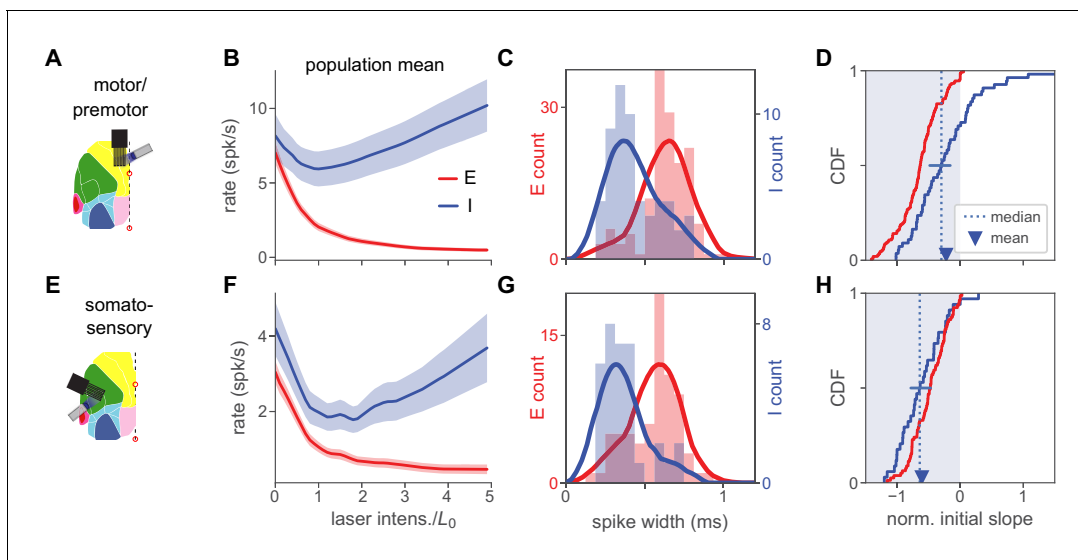 A
motor/
premotor
B
population mean
rate (spk/s)
10
5
0
E
I
C
E count
30
0
10
0
I count
D
CDF
1
0
median
mean
E
somato-
sensory
F
rate (spk/s)
4
2
0 1 2 3 4 5
laser intens./L0
G
E count
15
0
8
0
I count
0 1
spike width (ms)
H
CDF
1
0
−1 0 1
norm. initial slope